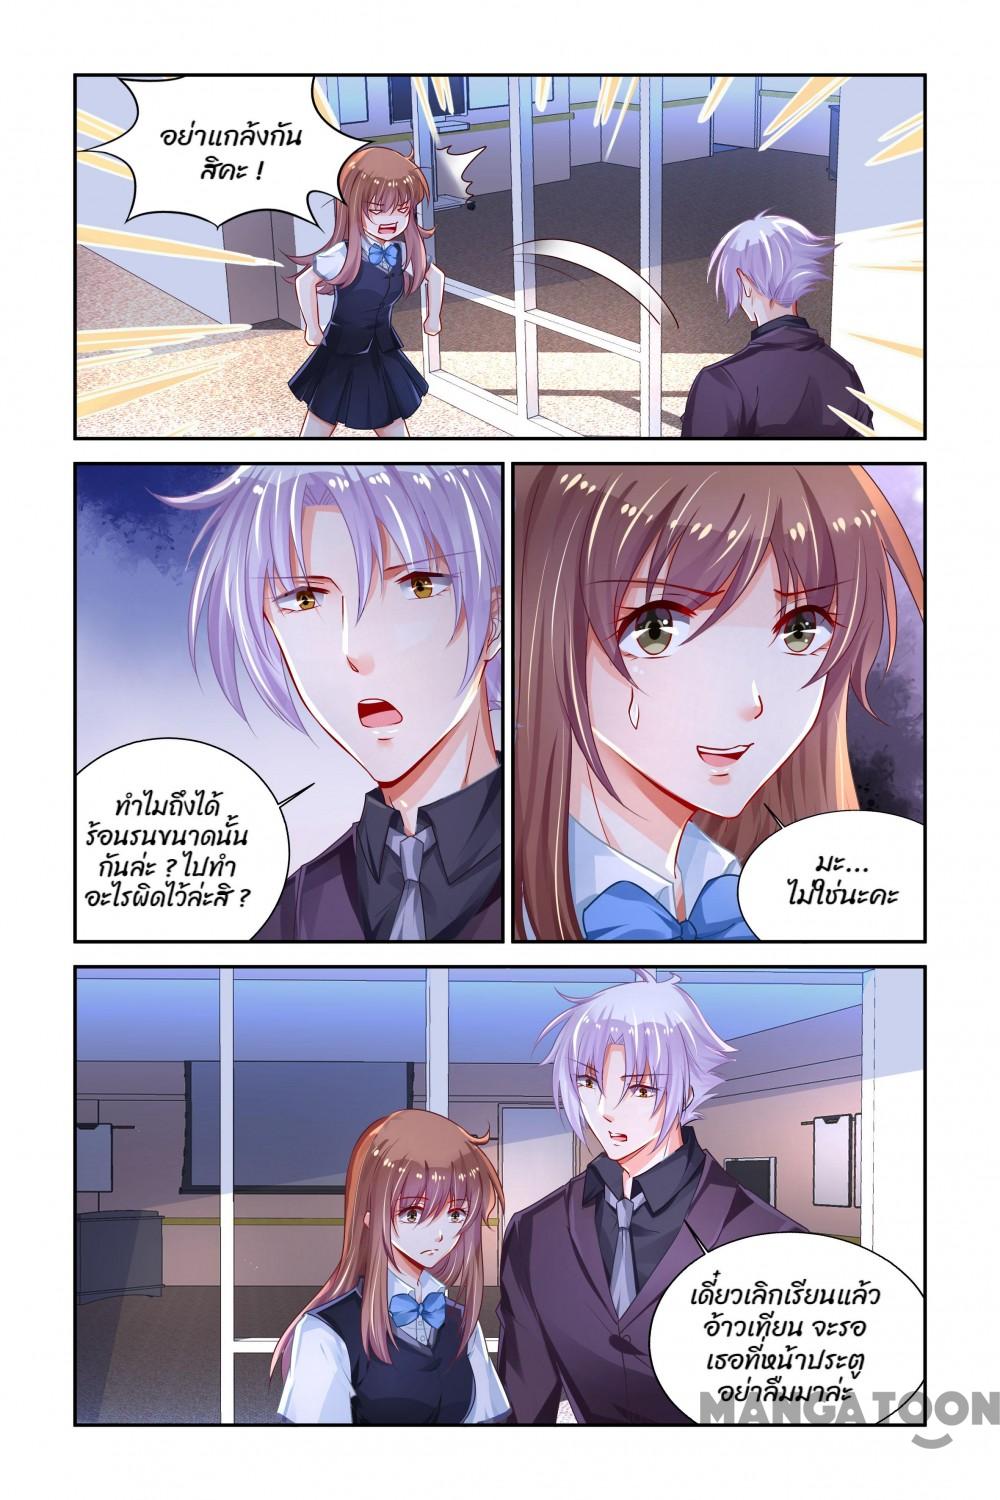 อย่าแกล้งกัน
สิคะ !
ทำไมถึงได้
ร้อนรนขนาดนั้น
กันล่ะ ? ไปทำ
อะไรผิดไว้ล่ะสิ ?
มะ...
ไม่ใช่นะคะ
เดี๋ยวเลิกเรียนแล้ว
อ้าวเทียน จะรอ
เธอที่หน้าประตู
อย่าลืมมาล่ะ
MANGATOON